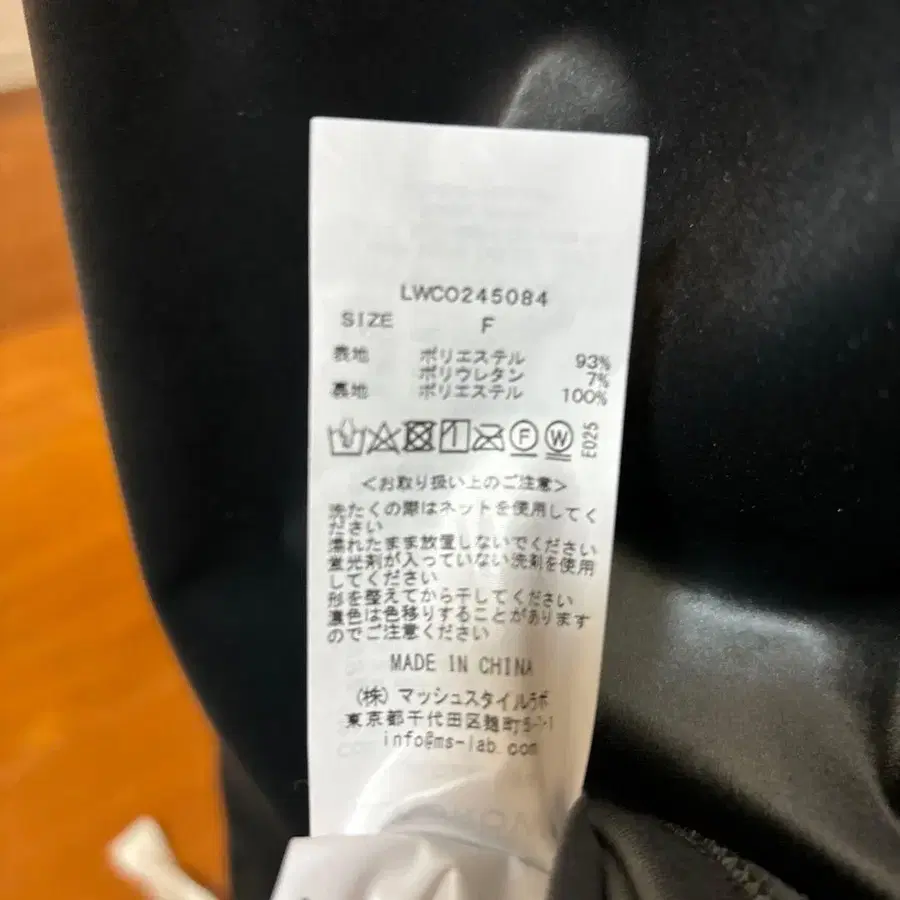 LWCO245084
SIZE F
表地 ポリエステル 93%
ポリウレタン 7%
裏地 ポリエステル 100%
F W E025
<お取り扱い上のご注意>
洗たくの際はネットを使用してく
ださい
濡れたまま放置しないでください
蛍光剤が入っていない洗剤を使用
してください
形を整えてから干してください
濃色は色移りすることがあります
のでご注意ください
MADE IN CHINA
(株) マッシュスタイルラボ
東京都千代田区麹町5-7-1
info@ms-lab.com